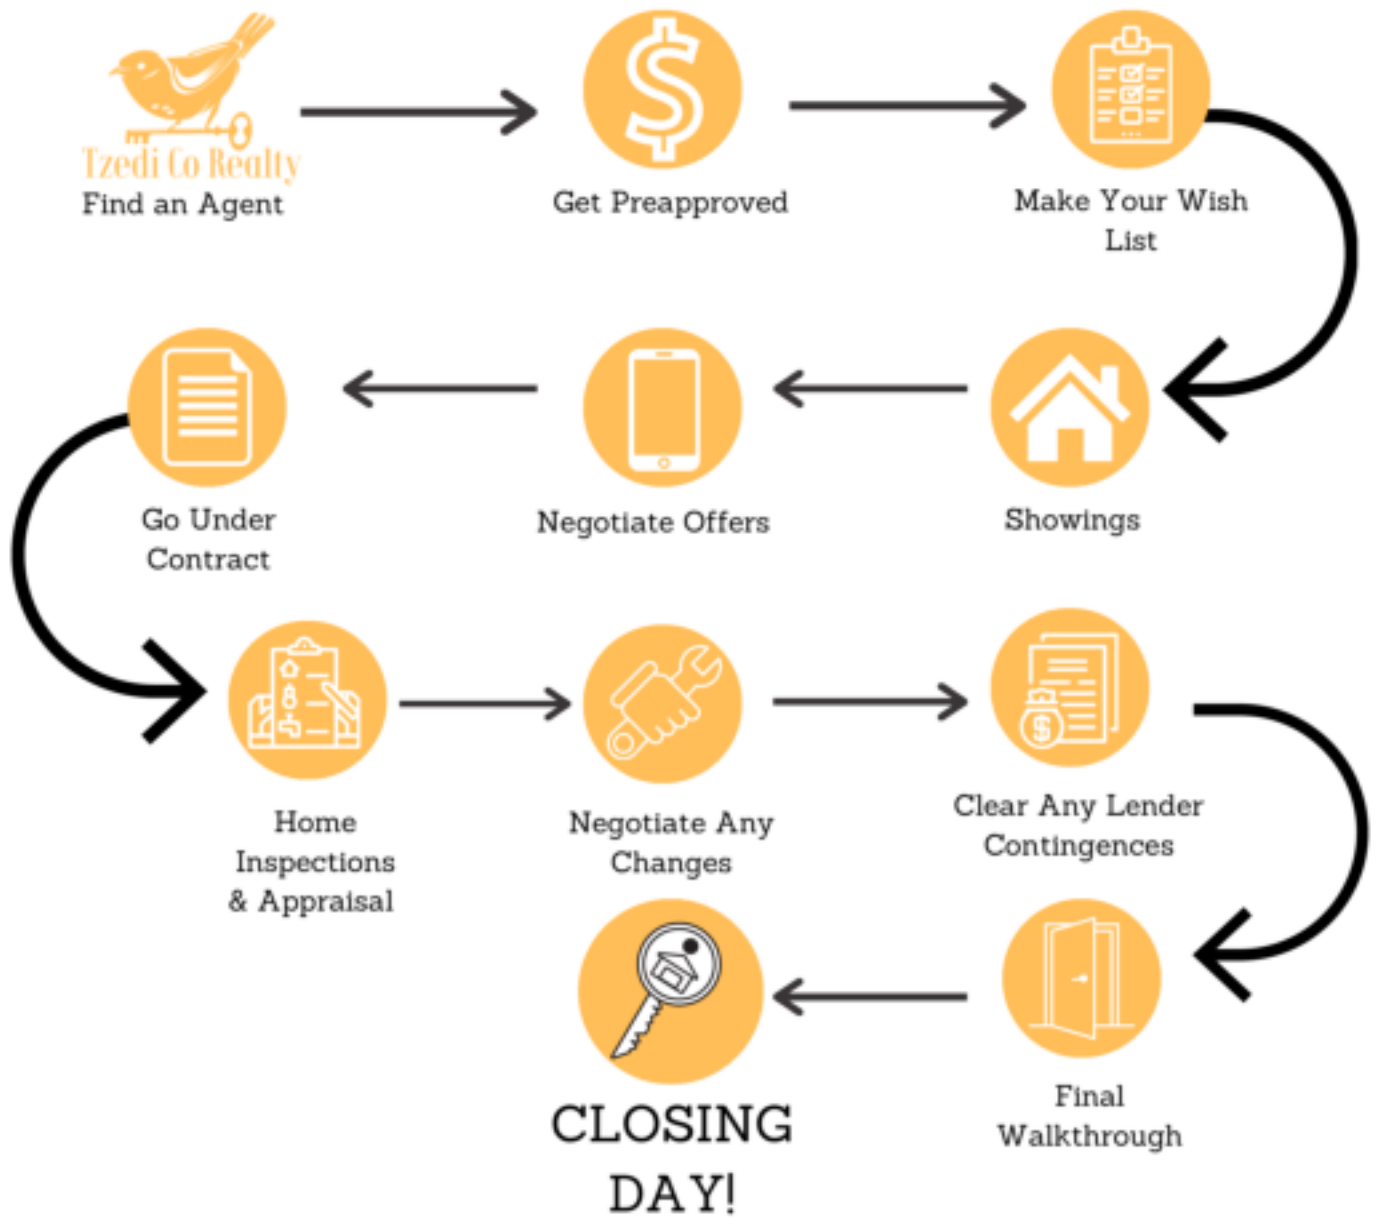 Tzedi Co Realty
Find an Agent
Get Preapproved
Make Your Wish
List
Showings
Negotiate Offers
Go Under
Contract
Home
Inspections
& Appraisal
Negotiate Any
Changes
Clear Any Lender
Contingences
Final
Walkthrough
CLOSING
DAY!